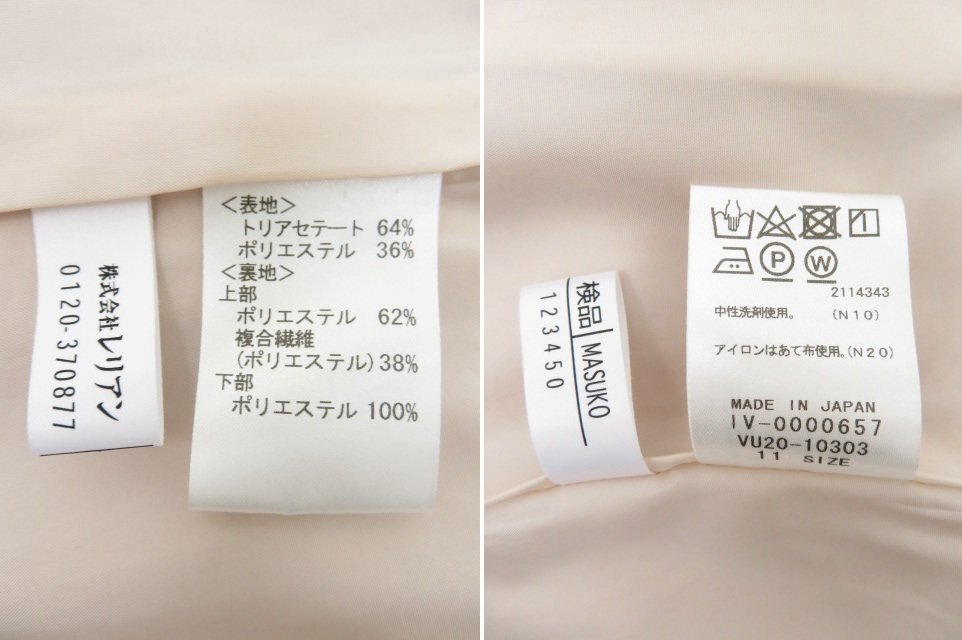 株式会社レリアン
0120-370877
<表地>
トリアセテート 64%
ポリエステル 36%
<裏地>
上部
ポリエステル 62%
複合繊維
(ポリエステル)38%
下部
ポリエステル 100%
検品 MASUKO
123450
P W
2114343
中性洗剤使用。 (N10)
アイロンはあて布使用。(N20)
MADE IN JAPAN
IV-0000657
VU20-10303
11 SIZE